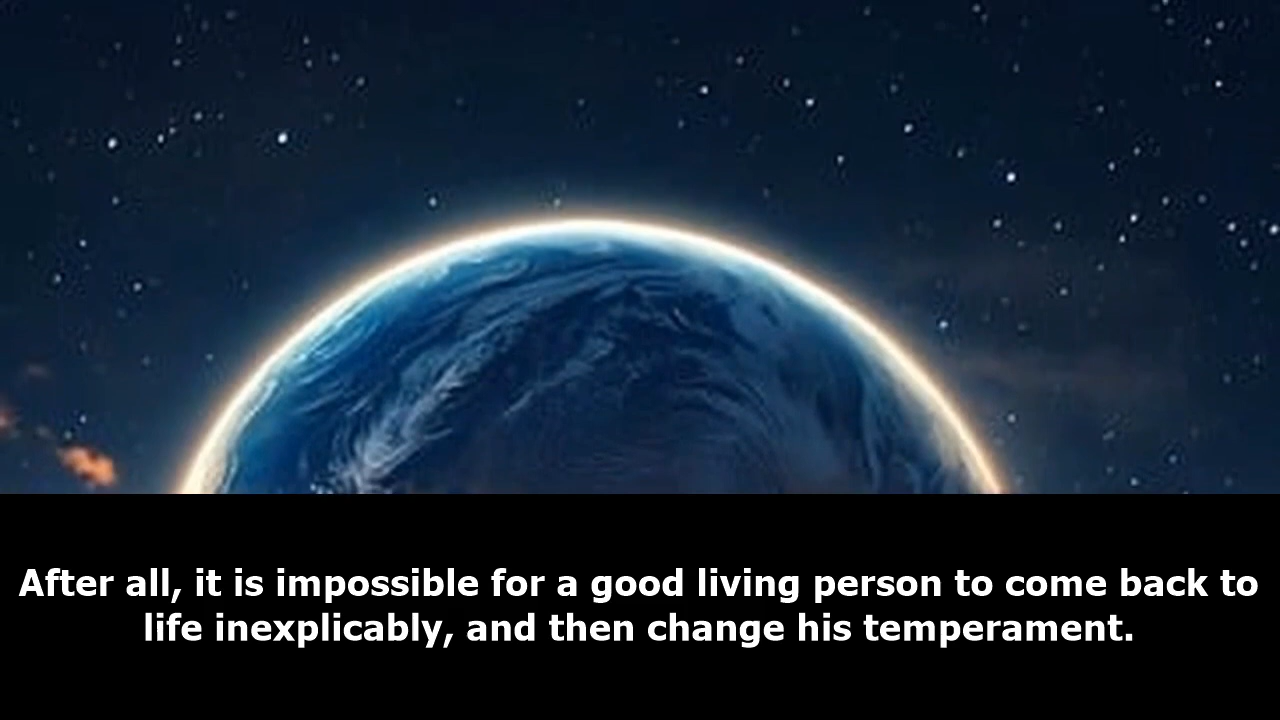 After all, it is impossible for a good living person to come back to
life inexplicably, and then change his temperament.